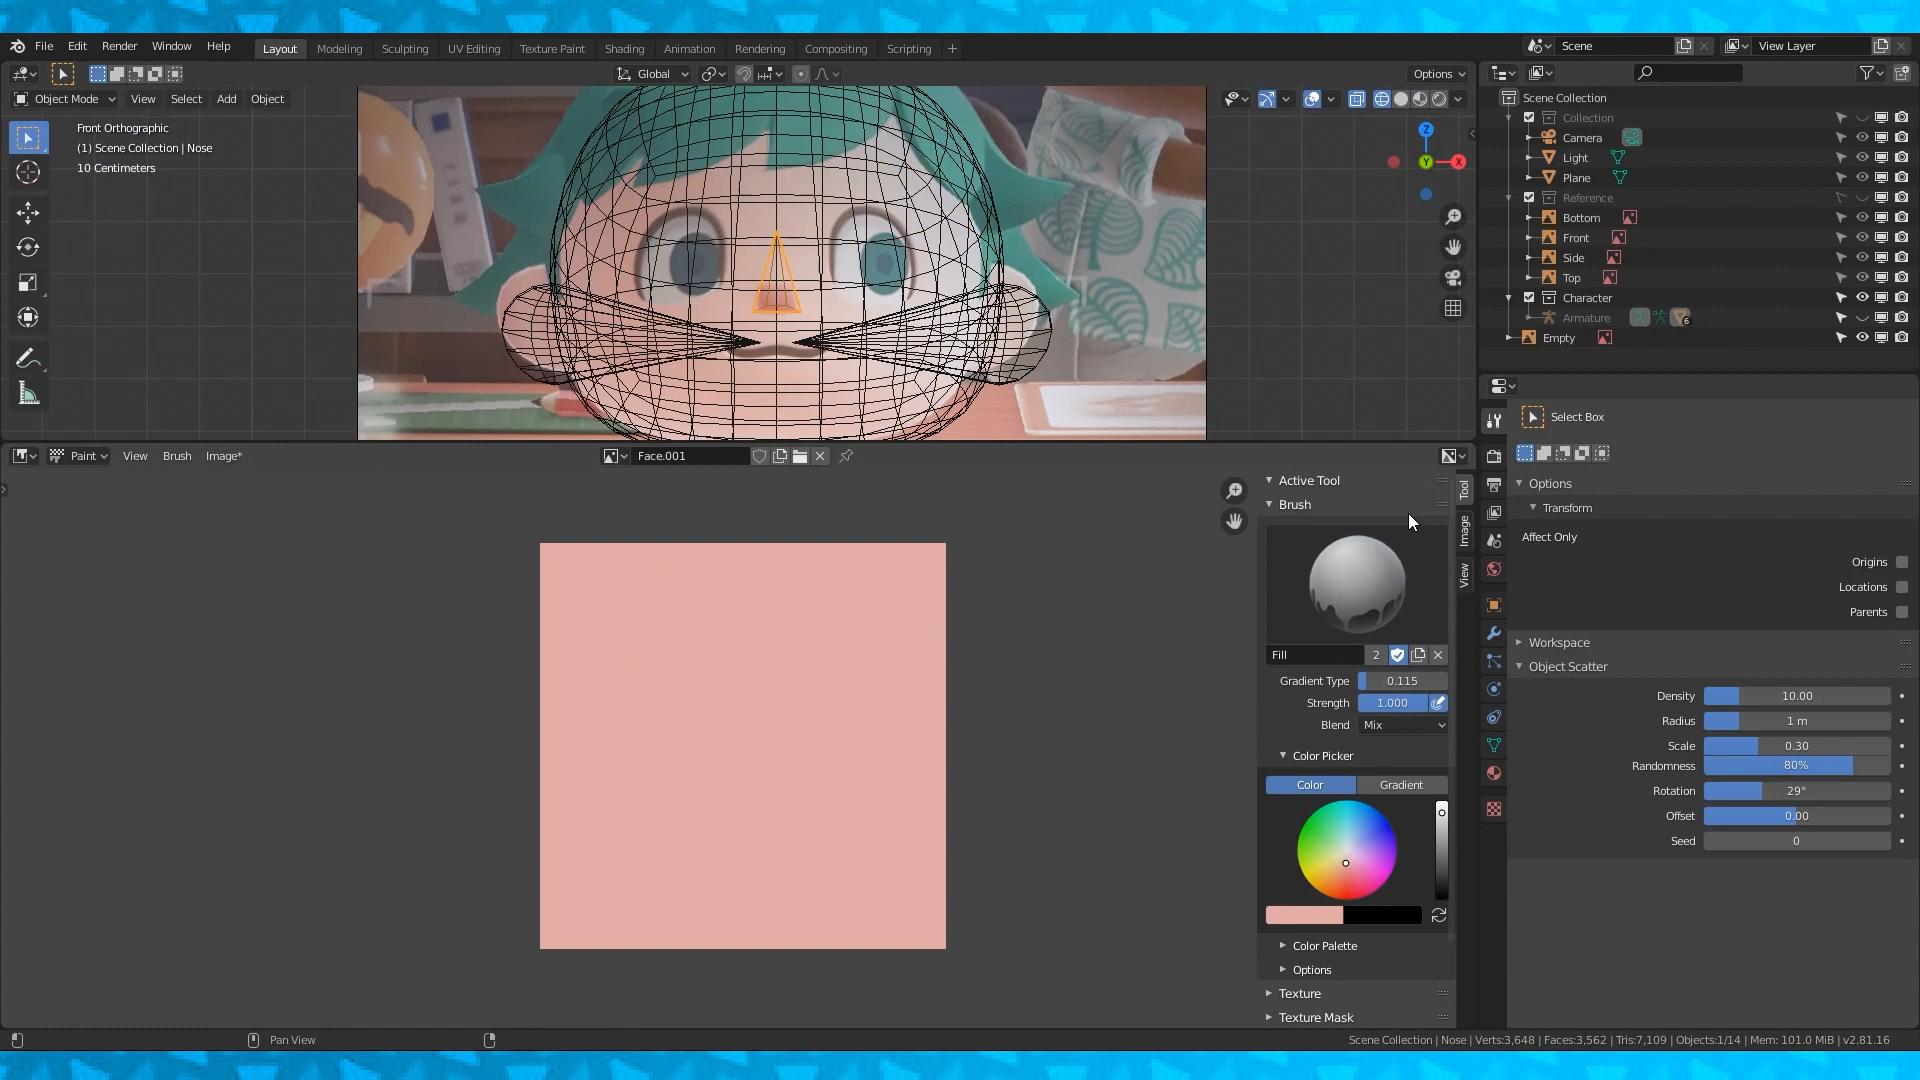 File Edit Render Window Help Layout Modeling Sculpting UV Editing Texture Paint Shading Animation Rendering Compositing Scripting + Scene View Layer
Global Options
Object Mode View Select Add Object
Front Orthographic
(1) Scene Collection | Nose
10 Centimeters
Z
Y X
Scene Collection
Collection
Camera
Light
Plane
Reference
Bottom
Front
Side
Top
Character
Armature 6
Empty
Select Box
Options
Transform
Affect Only
Origins
Locations
Parents
Workspace
Object Scatter
Density 10.00
Radius 1 m
Scale 0.30
Randomness 80%
Rotation 29°
Offset 0.00
Seed 0
Paint View Brush Image* Face.001
Active Tool
Brush
Tool
Image
View
Fill 2
Gradient Type 0.115
Strength 1.000
Blend Mix
Color Picker
Color Gradient
Color Palette
Options
Texture
Texture Mask
Pan View
Scene Collection | Nose | Verts:3,648 | Faces:3,562 | Tris:7,109 | Objects:1/14 | Mem: 101.0 MiB | v2.81.16